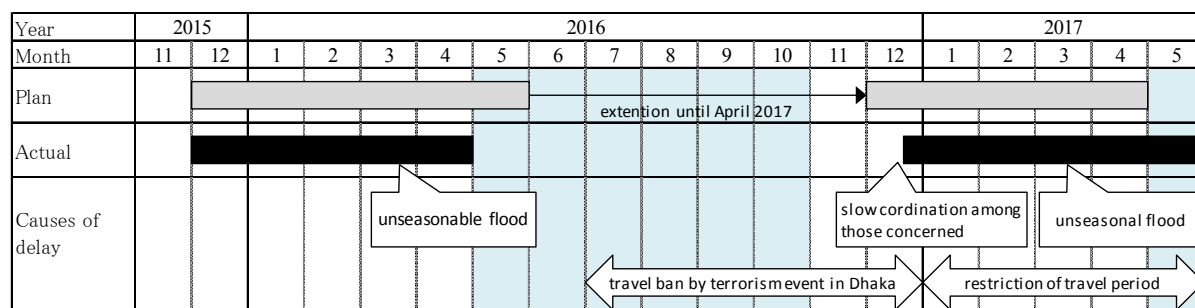 Year 2015 2016 2017
Month 11 12 1 2 3 4 5 6 7 8 9 10 11 12 1 2 3 4 5
Plan
extention until April 2017
Actual
Causes of
delay
unseasonable flood
slow cordination among
those concerned
unseasonal flood
travel ban by terrorism event in Dhaka
restriction of travel period